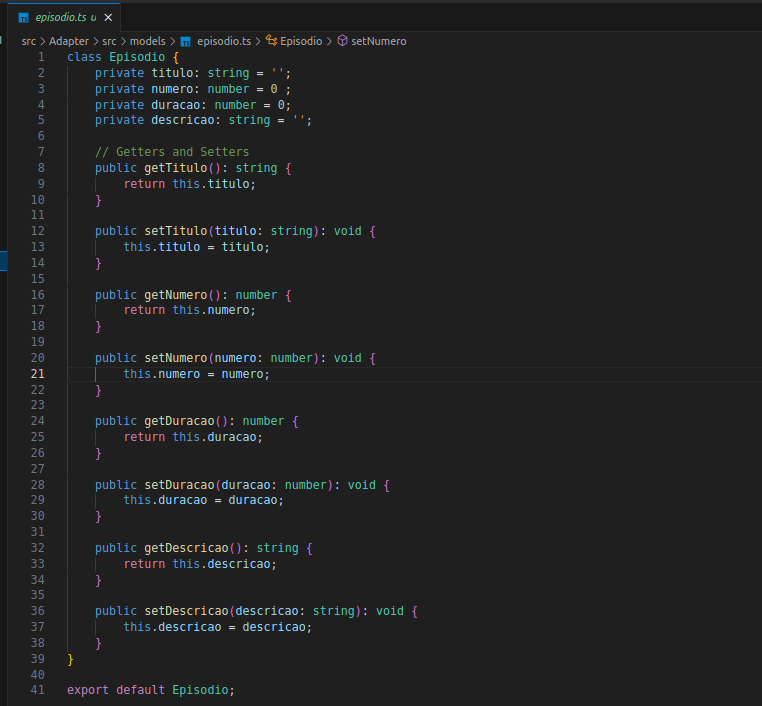 episodio.ts u
src > Adapter > src > models > episodio.ts > Episodio > setNumero
1 class Episodio {
2 private titulo: string = '';
3 private numero: number = 0 ;
4 private duracao: number = 0;
5 private descricao: string = '';
6
7 // Getters and Setters
8 public getTitulo(): string {
9 return this.titulo;
10 }
11
12 public setTitulo(titulo: string): void {
13 this.titulo = titulo;
14 }
15
16 public getNumero(): number {
17 return this.numero;
18 }
19
20 public setNumero(numero: number): void {
21 this.numero = numero;
22 }
23
24 public getDuracao(): number {
25 return this.duracao;
26 }
27
28 public setDuracao(duracao: number): void {
29 this.duracao = duracao;
30 }
31
32 public getDescricao(): string {
33 return this.descricao;
34 }
35
36 public setDescricao(descricao: string): void {
37 this.descricao = descricao;
38 }
39 }
40
41 export default Episodio;